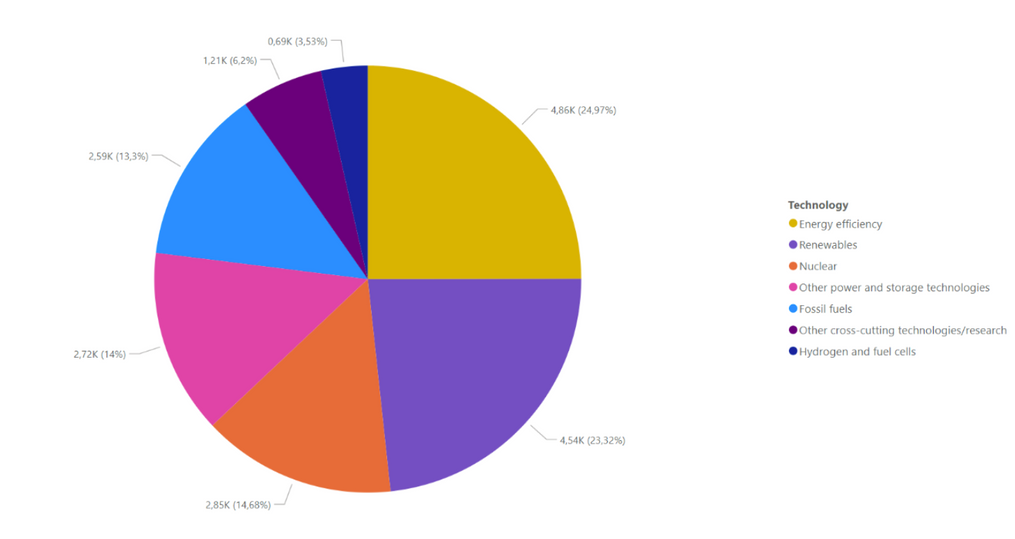 0,69K (3,53%)
1,21K (6,2%)
4,86K (24,97%)
2,59K (13,3%)
2,72K (14%)
4,54K (23,32%)
2,85K (14,68%)
Technology
Energy efficiency
Renewables
Nuclear
Other power and storage technologies
Fossil fuels
Other cross-cutting technologies/research
Hydrogen and fuel cells